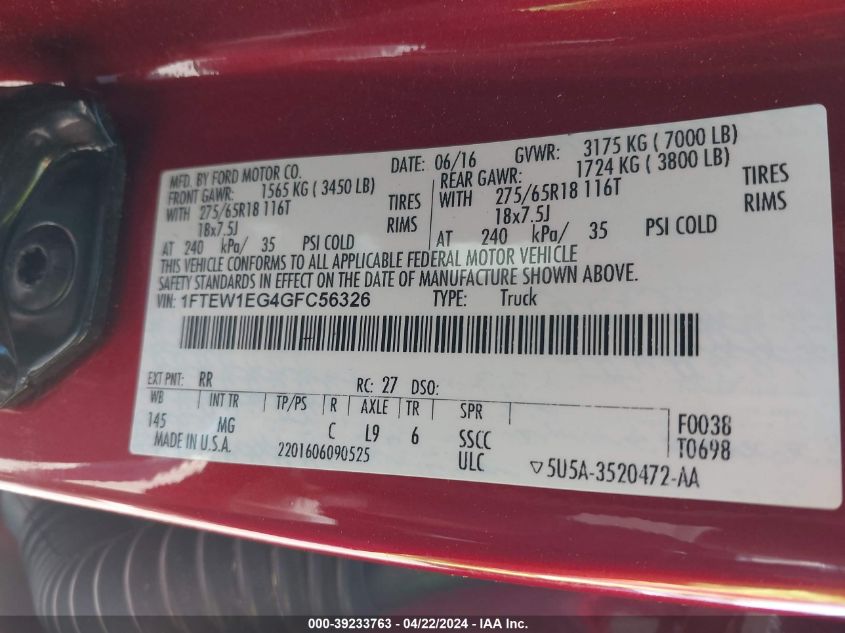 MFD. BY FORD MOTOR CO. DATE: 06/16 GVWR: 3175 KG ( 7000 LB)
FRONT GAWR: 1565 KG ( 3450 LB) REAR GAWR: 1724 KG ( 3800 LB)
WITH 275/65R18 116T TIRES WITH 275/65R18 116T TIRES
18x7.5J RIMS 18x7.5J RIMS
AT 240 kPa/ 35 PSI COLD AT 240 kPa/ 35 PSI COLD
THIS VEHICLE CONFORMS TO ALL APPLICABLE FEDERAL MOTOR VEHICLE
SAFETY STANDARDS IN EFFECT ON THE DATE OF MANUFACTURE SHOWN ABOVE.
VIN: 1FTEW1EG4GFC56326 TYPE: Truck
EXT PNT: RR RC: 27 DSO:
WB INT TR TP/PS R AXLE TR SPR
145 MG C L9 6 SSCC F0038
MADE IN U.S.A. 2201606090525 ULC T0698
5U5A-3520472-AA
000-39233763 - 04/22/2024 - IAA Inc.